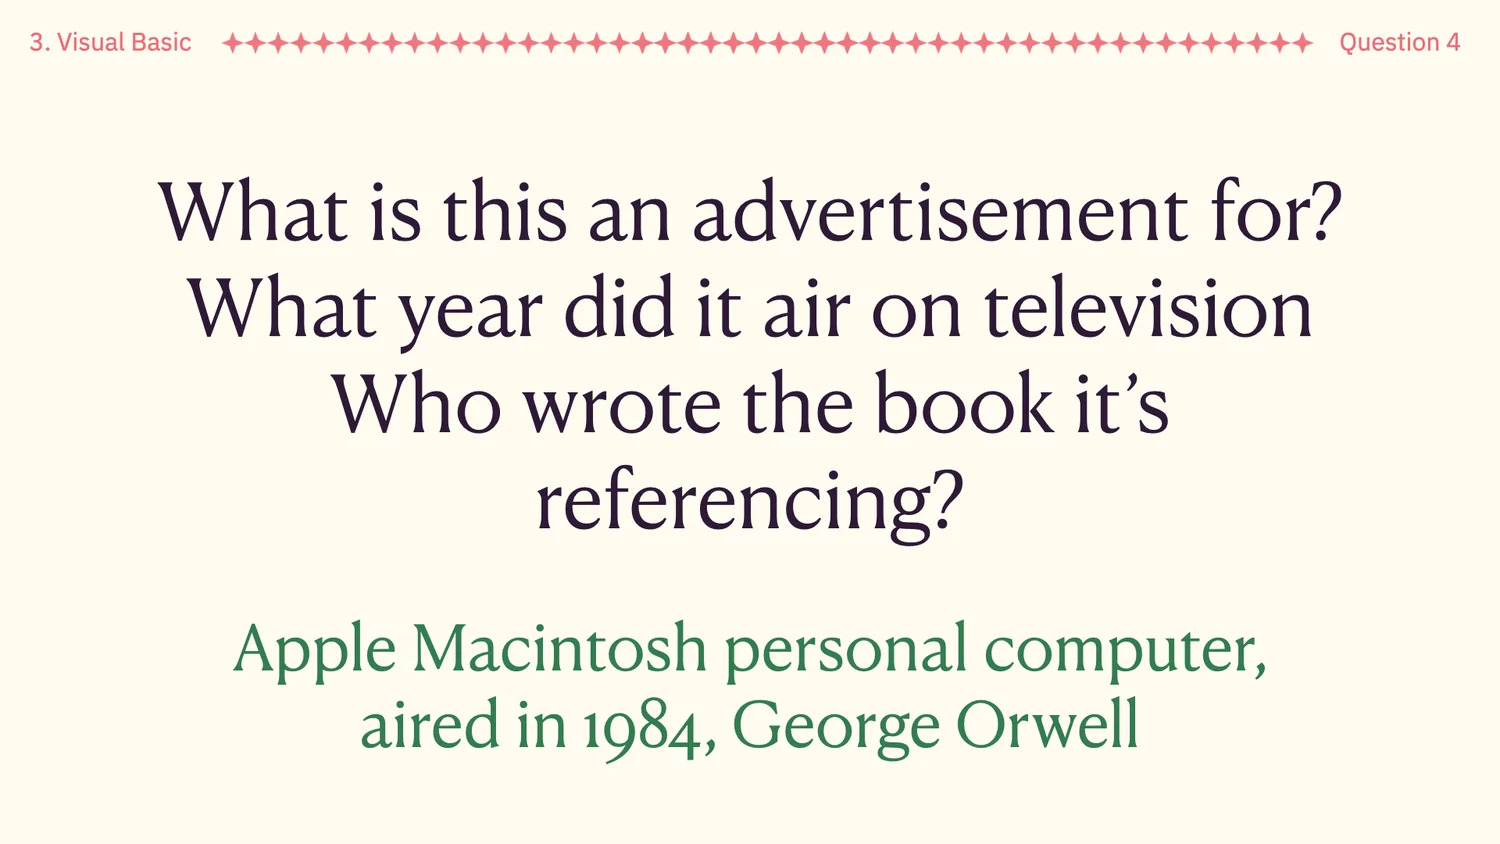 3. Visual Basic
Question 4
What is this an advertisement for?
What year did it air on television
Who wrote the book it’s
referencing?
Apple Macintosh personal computer,
aired in 1984, George Orwell